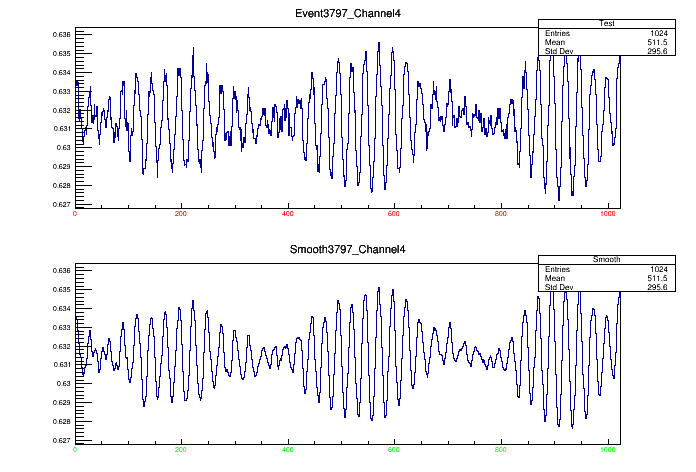 Event3797_Channel4
Test
Entries 1024
Mean 511.5
Std Dev 295.6
0.636
0.635
0.634
0.633
0.632
0.631
0.63
0.629
0.628
0.627
0 200 400 600 800 1000
Smooth3797_Channel4
Smooth
Entries 1024
Mean 511.5
Std Dev 295.6
0.636
0.635
0.634
0.633
0.632
0.631
0.63
0.629
0.628
0.627
0 200 400 600 800 1000